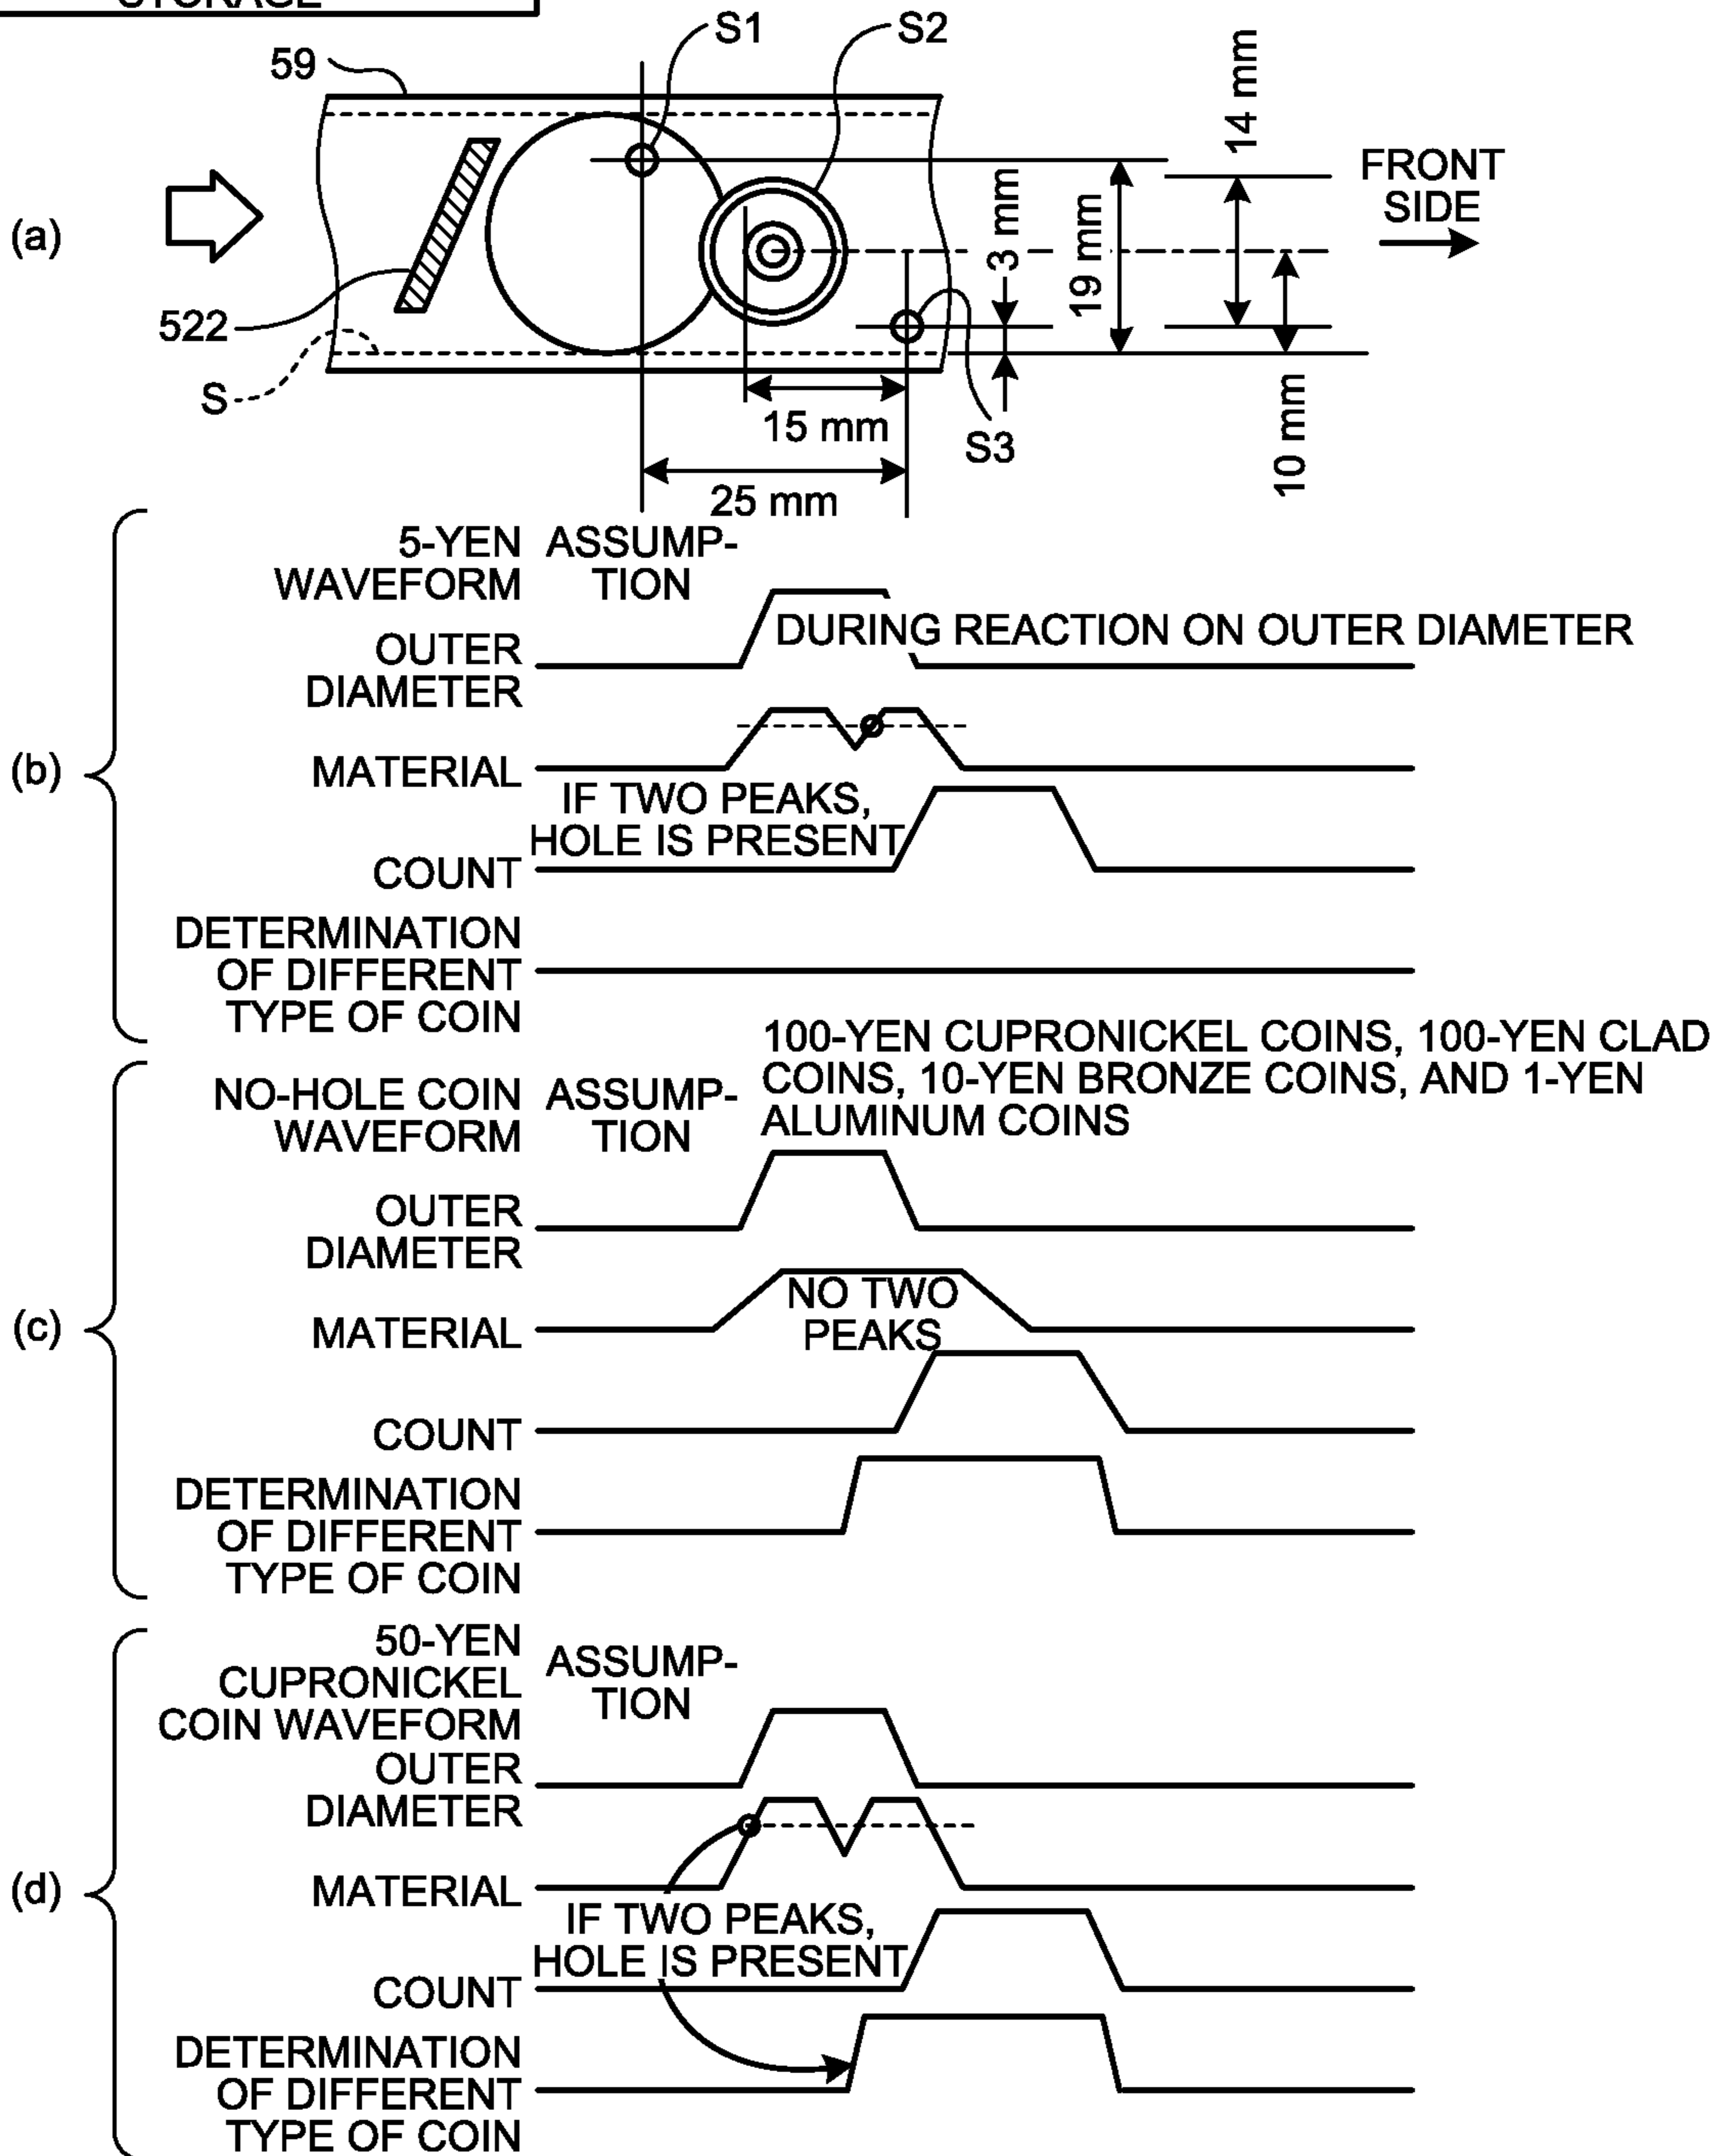 STORAGE
S1
S2
59
14 mm
FRONT
SIDE
3 mm
19 mm
(a)
522
S
15 mm
S3
10 mm
25 mm
5-YEN ASSUMP-
WAVEFORM TION
DURING REACTION ON OUTER DIAMETER
OUTER
DIAMETER
(b)
MATERIAL
IF TWO PEAKS,
HOLE IS PRESENT
COUNT
DETERMINATION
OF DIFFERENT
TYPE OF COIN
100-YEN CUPRONICKEL COINS, 100-YEN CLAD
COINS, 10-YEN BRONZE COINS, AND 1-YEN
ALUMINUM COINS
NO-HOLE COIN ASSUMP-
WAVEFORM TION
OUTER
DIAMETER
NO TWO
PEAKS
(c)
MATERIAL
COUNT
DETERMINATION
OF DIFFERENT
TYPE OF COIN
50-YEN
CUPRONICKEL
COIN WAVEFORM
ASSUMP-
TION
OUTER
DIAMETER
(d)
MATERIAL
IF TWO PEAKS,
HOLE IS PRESENT
COUNT
DETERMINATION
OF DIFFERENT
TYPE OF COIN